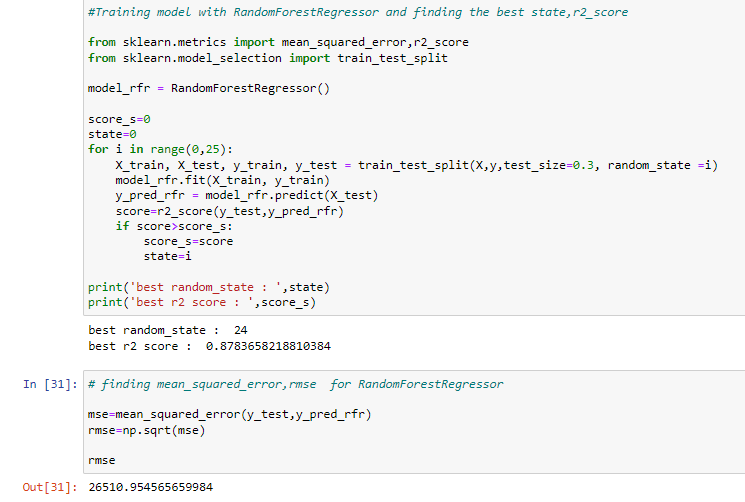 #Training model with RandomForestRegressor and finding the best state,r2_score
from sklearn.metrics import mean_squared_error,r2_score
from sklearn.model_selection import train_test_split
model_rfr = RandomForestRegressor()
score_s=0
state=0
for i in range(0,25):
    X_train, X_test, y_train, y_test = train_test_split(X,y,test_size=0.3, random_state =i)
    model_rfr.fit(X_train, y_train)
    y_pred_rfr = model_rfr.predict(X_test)
    score=r2_score(y_test,y_pred_rfr)
    if score>score_s:
        score_s=score
        state=i
print('best random_state : ',state)
print('best r2 score : ',score_s)
best random_state :  24
best r2 score :  0.8783658218810384
In [31]: # finding mean_squared_error,rmse  for RandomForestRegressor
mse=mean_squared_error(y_test,y_pred_rfr)
rmse=np.sqrt(mse)
rmse
Out[31]: 26510.954565659984